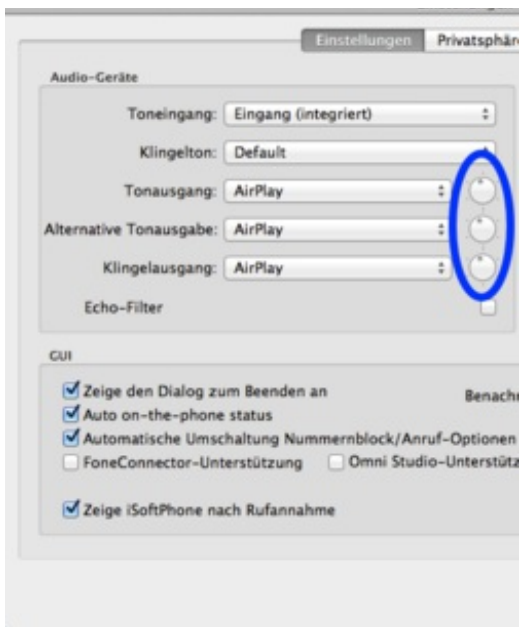 Einstellungen Privatsphäre
Audio-Geräte
Toneingang: Eingang (integriert)
Klingelton: Default
Tonausgang: AirPlay
Alternative Tonausgabe: AirPlay
Klingelausgang: AirPlay
Echo-Filter
GUI
Zeige den Dialog zum Beenden an
Benachr
Auto on-the-phone status
Automatische Umschaltung Nummernblock/Anruf-Optionen
FoneConnector-Unterstützung Omni Studio-Unterstütz
Zeige iSoftPhone nach Rufannahme